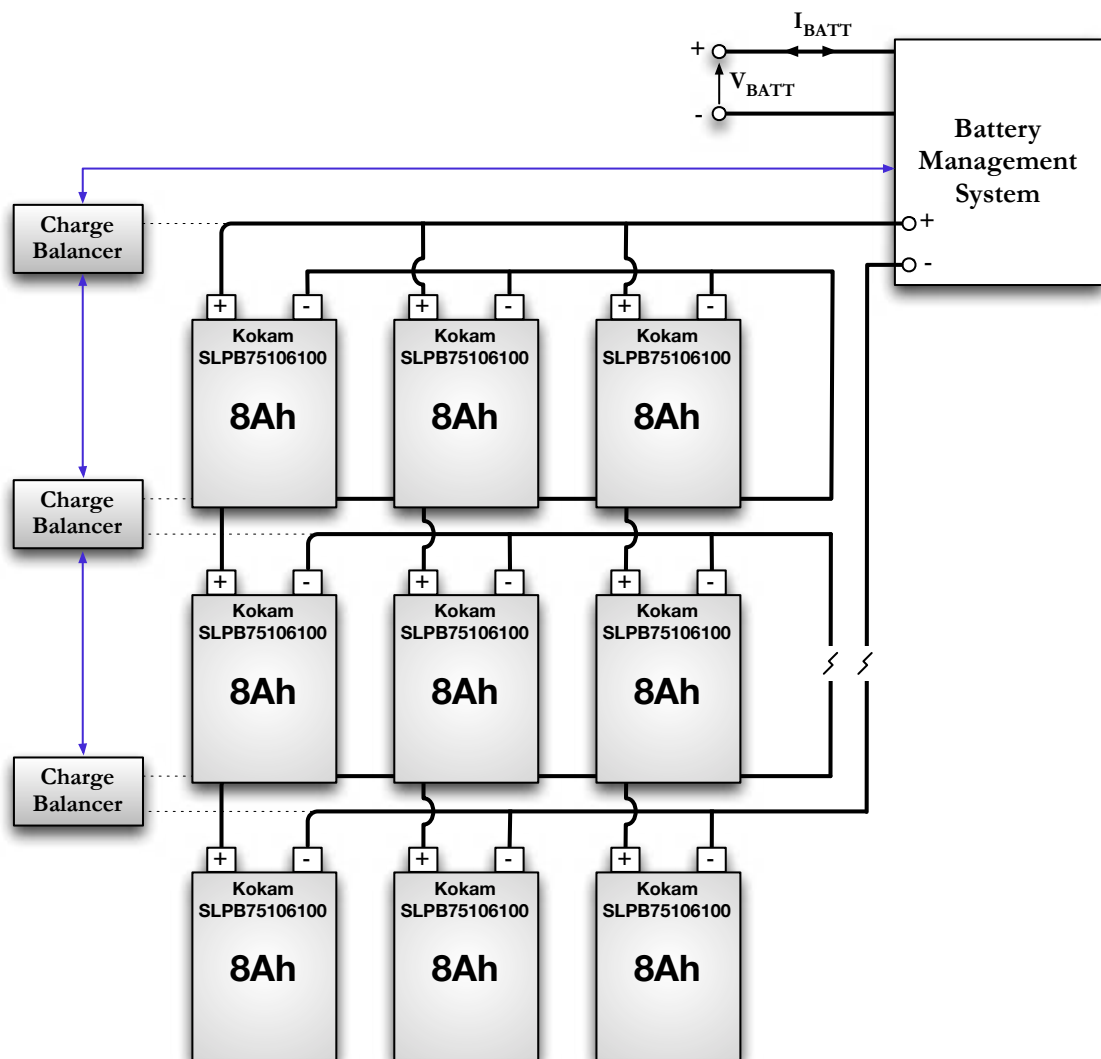 I_BATT
+
V_BATT
-
Battery
Management
System
Charge
Balancer
+
-
+ - + - + -
Kokam Kokam Kokam
SLPB75106100 SLPB75106100 SLPB75106100
8Ah 8Ah 8Ah
Charge
Balancer
+ - + - + -
Kokam Kokam Kokam
SLPB75106100 SLPB75106100 SLPB75106100
8Ah 8Ah 8Ah
Charge
Balancer
+ - + - + -
Kokam Kokam Kokam
SLPB75106100 SLPB75106100 SLPB75106100
8Ah 8Ah 8Ah